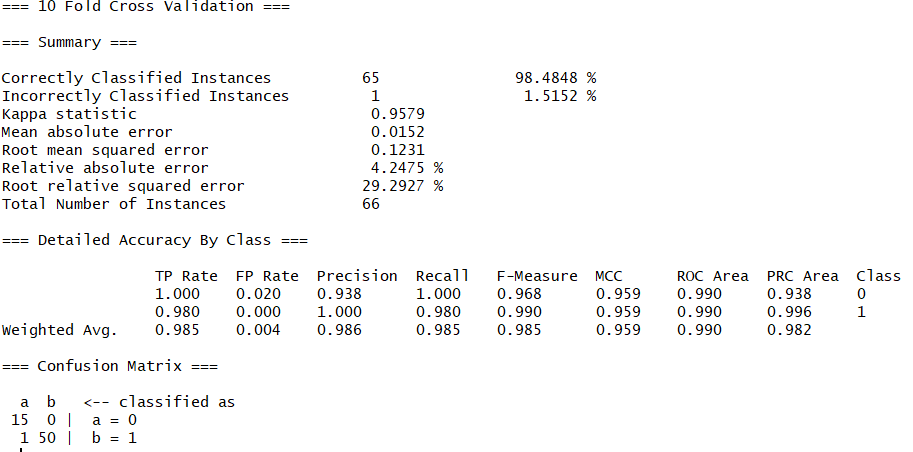 === 10 Fold Cross Validation ===
=== Summary ===
Correctly Classified Instances 65 98.4848 %
Incorrectly Classified Instances 1 1.5152 %
Kappa statistic 0.9579
Mean absolute error 0.0152
Root mean squared error 0.1231
Relative absolute error 4.2475 %
Root relative squared error 29.2927 %
Total Number of Instances 66
=== Detailed Accuracy By Class ===
TP Rate FP Rate Precision Recall F-Measure MCC ROC Area PRC Area Class
1.000 0.020 0.938 1.000 0.968 0.959 0.990 0.938 0
0.980 0.000 1.000 0.980 0.990 0.959 0.990 0.996 1
Weighted Avg. 0.985 0.004 0.986 0.985 0.985 0.959 0.990 0.982
=== Confusion Matrix ===
a b <-- classified as
15 0 | a = 0
1 50 | b = 1